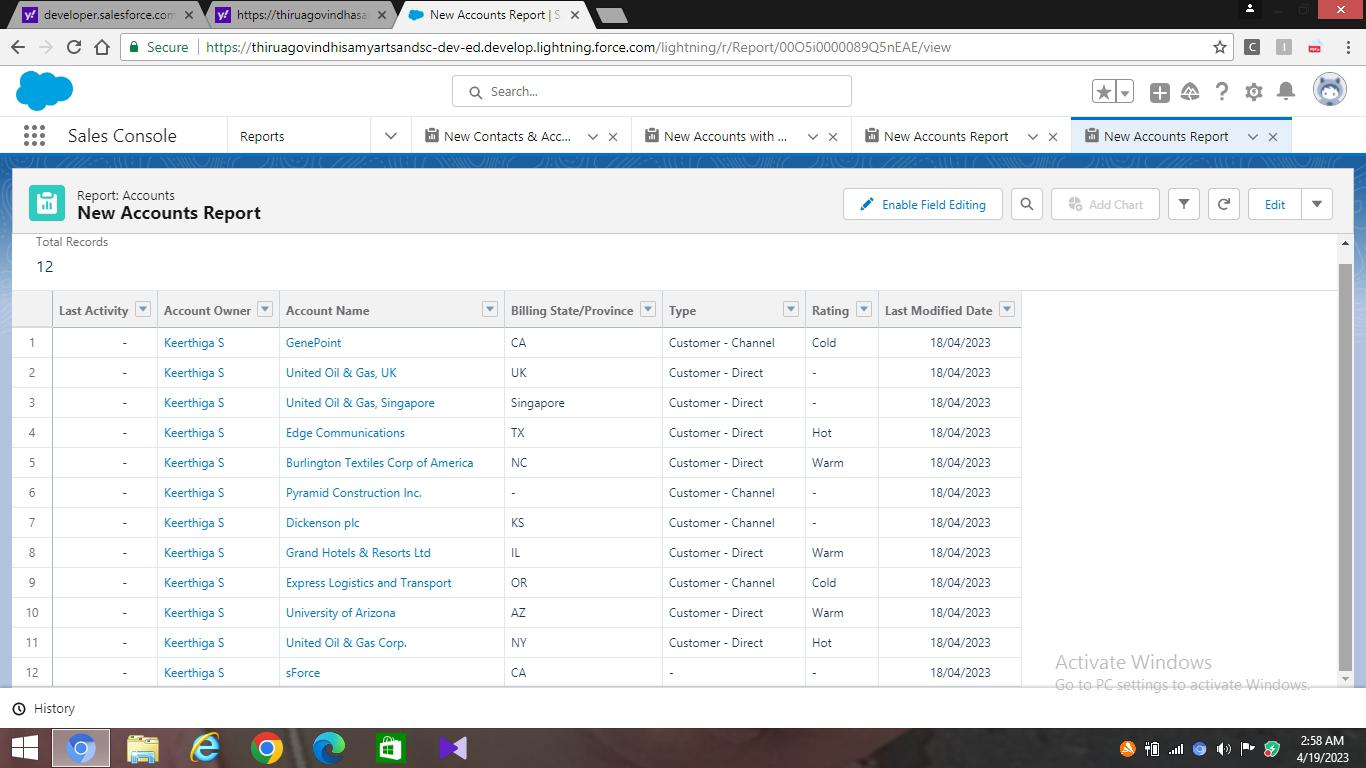 developer.salesforce.com
https://thiruagovindhasa
New Accounts Report | S
Secure
https://thiruagovindhisamyartsandsc-dev-ed.develop.lightning.force.com/lightning/r/Report/00O5i0000089Q5nEAE/view
Search...
Sales Console
Reports
New Contacts & Acc...
New Accounts with ...
New Accounts Report
New Accounts Report
Report: Accounts
New Accounts Report
Enable Field Editing
Add Chart
Edit
Total Records
12
Last Activity Account Owner Account Name Billing State/Province Type Rating Last Modified Date
1 - Keerthiga S GenePoint CA Customer - Channel Cold 18/04/2023
2 - Keerthiga S United Oil & Gas, UK UK Customer - Direct - 18/04/2023
3 - Keerthiga S United Oil & Gas, Singapore Singapore Customer - Direct - 18/04/2023
4 - Keerthiga S Edge Communications TX Customer - Direct Hot 18/04/2023
5 - Keerthiga S Burlington Textiles Corp of America NC Customer - Direct Warm 18/04/2023
6 - Keerthiga S Pyramid Construction Inc. - Customer - Channel - 18/04/2023
7 - Keerthiga S Dickenson plc KS Customer - Channel - 18/04/2023
8 - Keerthiga S Grand Hotels & Resorts Ltd IL Customer - Direct Warm 18/04/2023
9 - Keerthiga S Express Logistics and Transport OR Customer - Channel Cold 18/04/2023
10 - Keerthiga S University of Arizona AZ Customer - Direct Warm 18/04/2023
11 - Keerthiga S United Oil & Gas Corp. NY Customer - Direct Hot 18/04/2023
12 - Keerthiga S sForce CA - - 18/04/2023
Activate Windows
Go to PC settings to activate Windows.
History
2:58 AM
4/19/2023